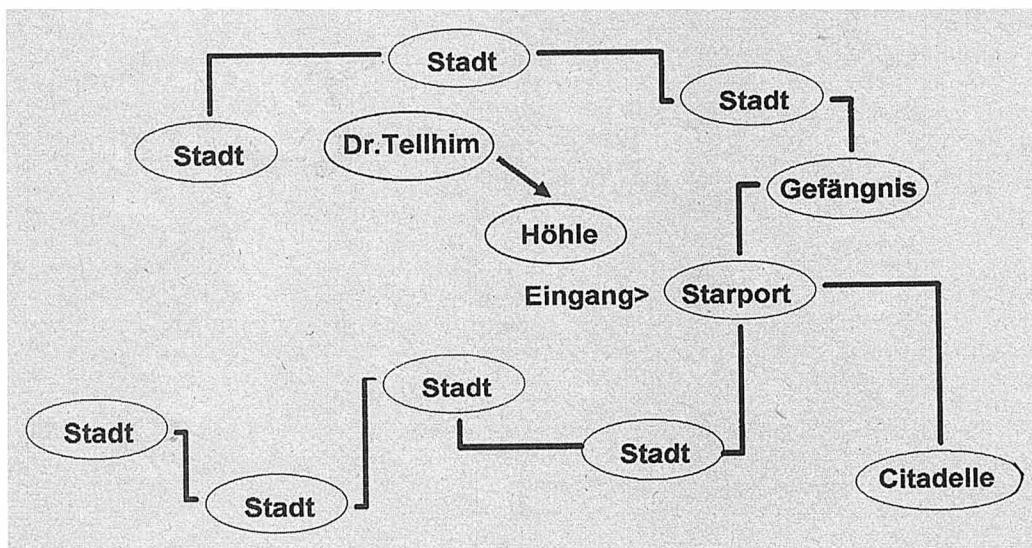 Stadt
Stadt
Stadt
Dr.Tellhim
Gefängnis
Höhle
Eingang> Starport
Stadt
Stadt
Stadt
Citadelle
Stadt